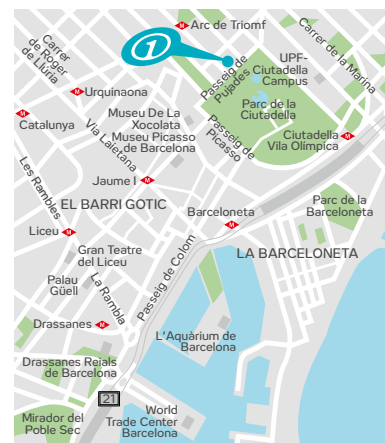 Arc de Triomf
Carrer
de Roger
de Llúria
Carrer de la Marina
1
UPF-
Ciutadella
Campus
Passeig de
Pujades
Urquinaona
Parc de la
Ciutadella
Catalunya
Museu De La
Xocolata
Museu Picasso
de Barcelona
Passeig de
Picasso
Via Laietana
Ciutadella
Vila Olímpica
Les Rambles
Jaume I
EL BARRI GOTIC
Barceloneta
Parc de la
Barceloneta
Liceu
Gran Teatre
del Liceu
LA BARCELONETA
Passeig de Colom
Palau
Güell
La Rambla
Drassanes
L'Aquàrium de
Barcelona
Drassanes Reials
de Barcelona
21
World
Trade Center
Barcelona
Mirador del
Poble Sec